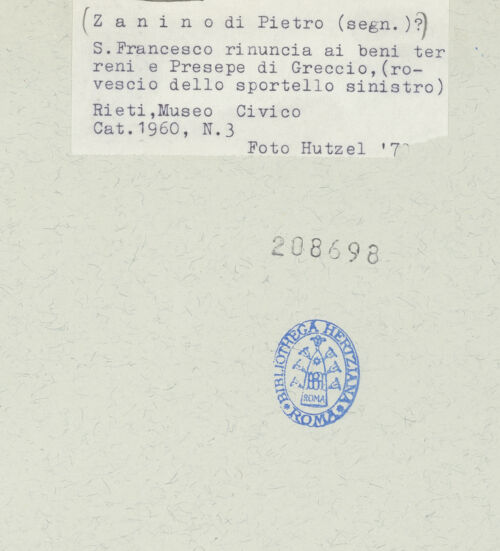 (Z a n i n o di Pietro (segn.)?)
S.Francesco rinuncia ai beni ter
reni e Presepe di Greccio,(ro-
vescio dello sportello sinistro)
Rieti,Museo Civico
Cat.1960, N.3
Foto Hutzel '7
208698
BIBLIOTHECA HERTZIANA
ROMA
ROMA